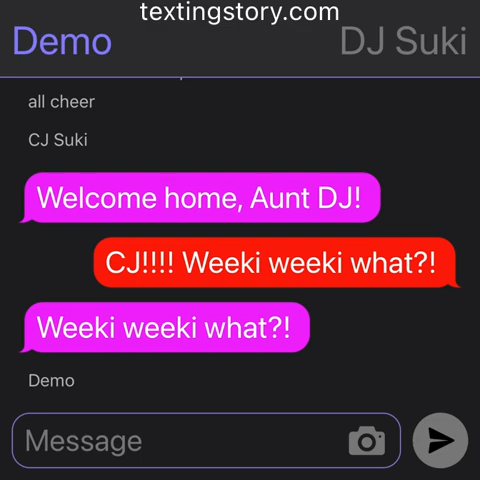 textingstory.com
Demo
DJ Suki
all cheer
CJ Suki
Welcome home, Aunt DJ!
CJ!!!! Weeki weeki what?!
Weeki weeki what?!
Demo
Message